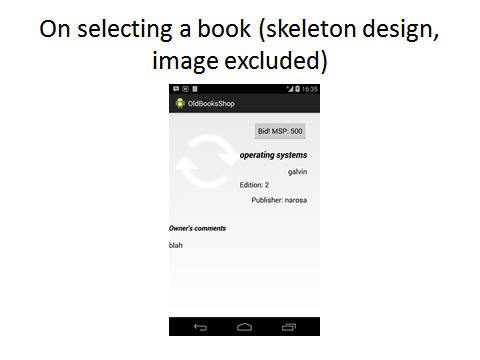 On selecting a book (skeleton design,
image excluded)
16:35
OldBooksShop
Bid! MSP: 500
operating systems
galvin
Edition: 2
Publisher: narosa
Owner's comments
blah